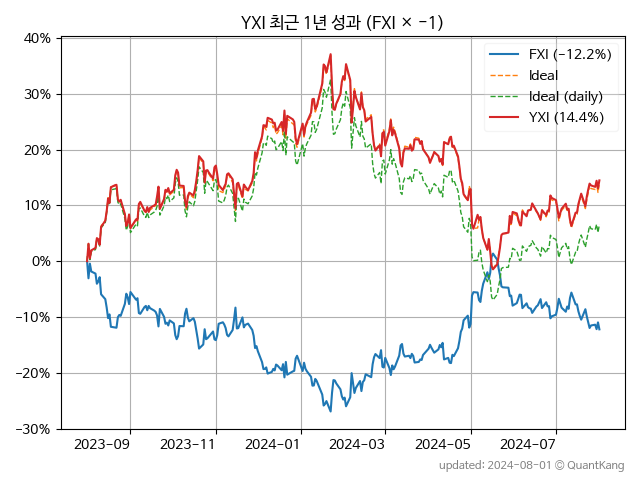 YXI 최근 1년 성과 (FXI × -1)
40%
30%
20%
10%
0%
−10%
−20%
−30%
FXI (-12.2%)
Ideal
Ideal (daily)
YXI (14.4%)
2023-09
2023-11
2024-01
2024-03
2024-05
2024-07
updated: 2024-08-01 © QuantKang